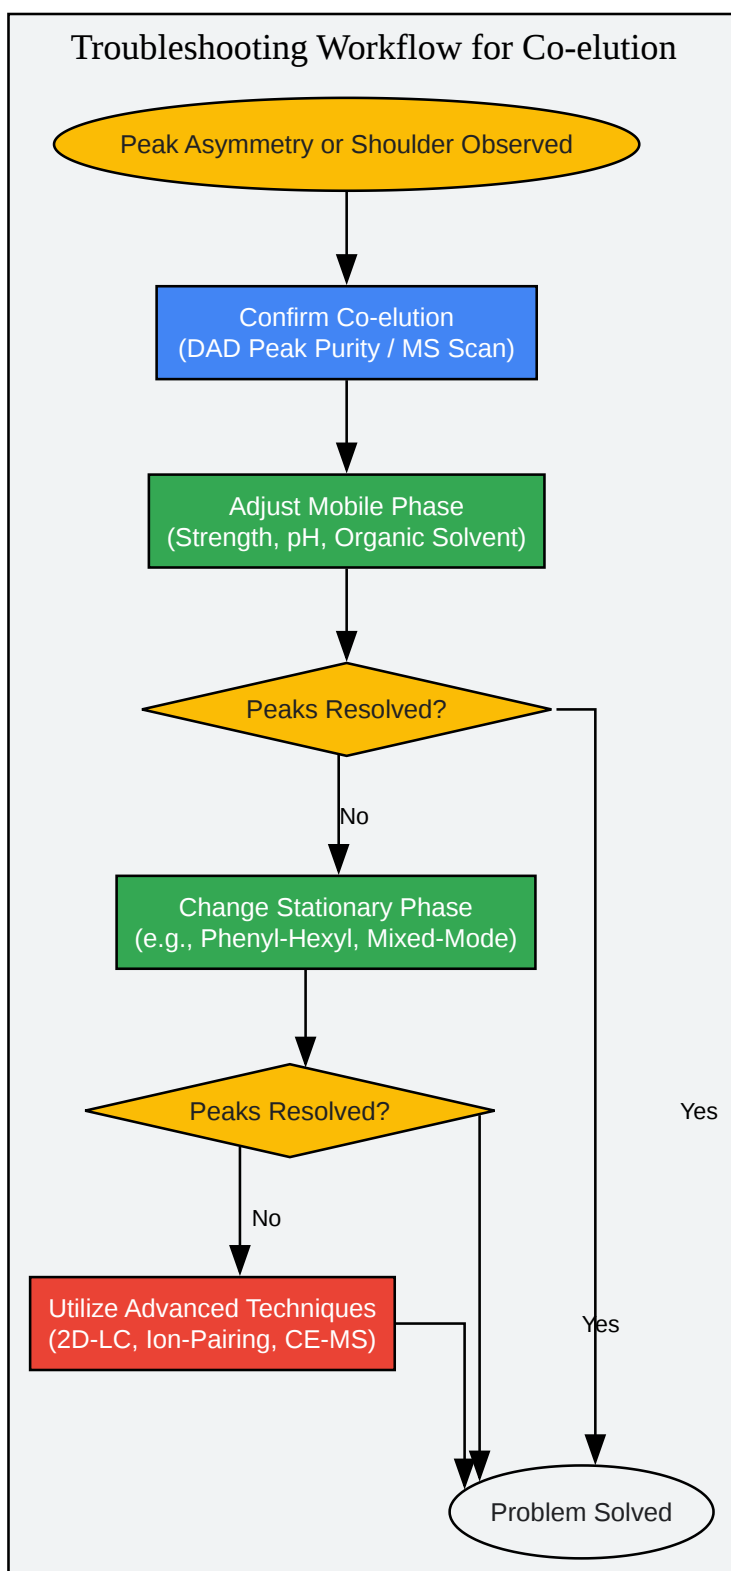 Troubleshooting Workflow for Co-elution
Peak Asymmetry or Shoulder Observed
Confirm Co-elution
(DAD Peak Purity / MS Scan)
Adjust Mobile Phase
(Strength, pH, Organic Solvent)
Peaks Resolved?
No
Change Stationary Phase
(e.g., Phenyl-Hexyl, Mixed-Mode)
Peaks Resolved?
Yes
No
Utilize Advanced Techniques
(2D-LC, Ion-Pairing, CE-MS)
Yes
Problem Solved